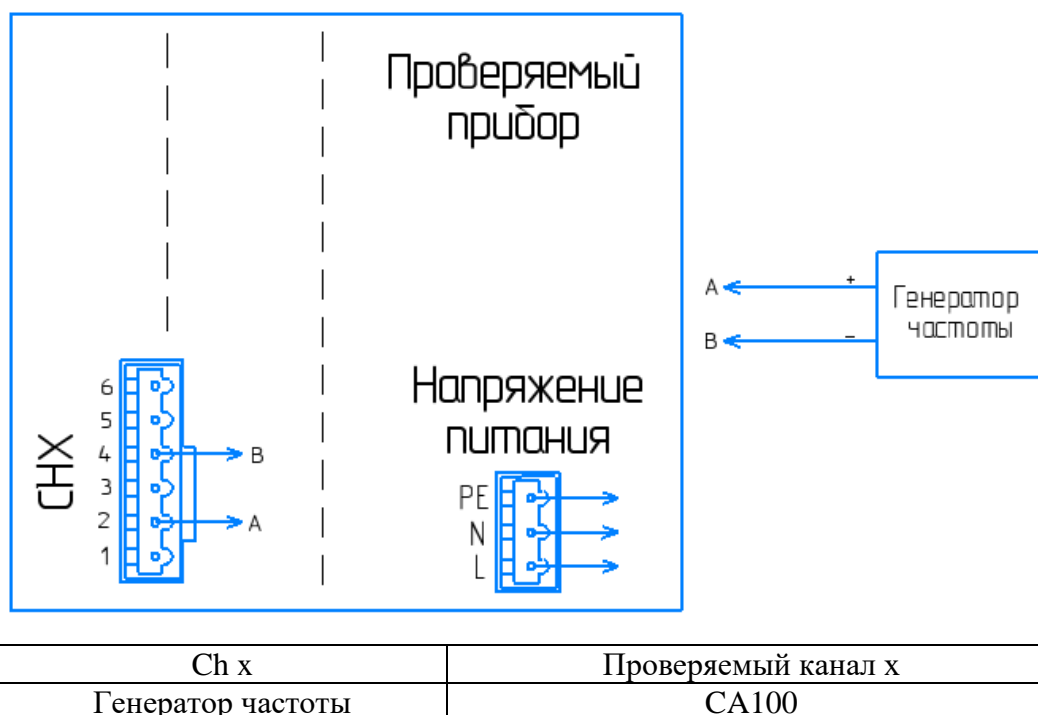 Проверяемый
прибор
A
+
Генератор
частоты
B
–
6
5
4
B
3
2
A
1
CHX
Напряжение
питания
PE
N
L
Ch x
Проверяемый канал x
Генератор частоты
CA100